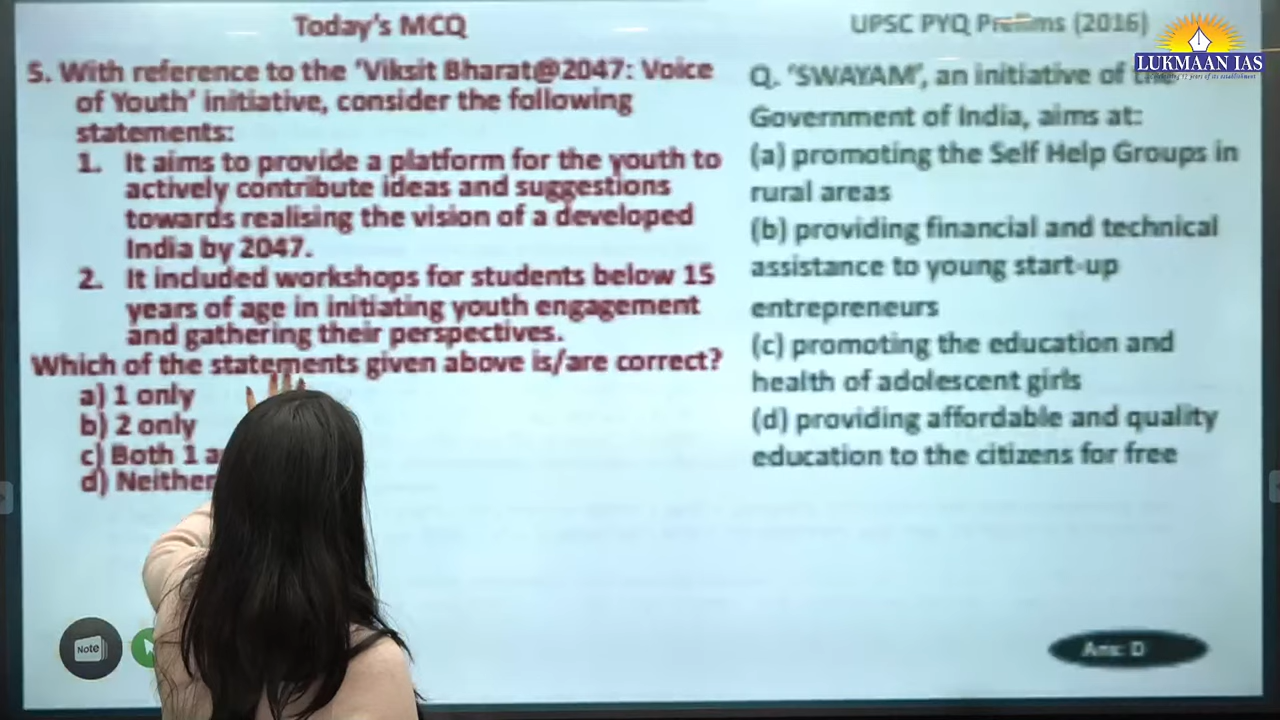 Today's MCQ
5. With reference to the 'Viksit Bharat@2047: Voice
of Youth' initiative, consider the following
statements:
1. It aims to provide a platform for the youth to
actively contribute ideas and suggestions
towards realising the vision of a developed
India by 2047.
2. It included workshops for students below 15
years of age in initiating youth engagement
and gathering their perspectives.
Which of the statements given above is/are correct?
a) 1 only
b) 2 only
c) Both 1
d) Neither
UPSC PYQ Prelims (2016)
LUKMAAN IAS
Q. 'SWAYAM', an initiative of the
Government of India, aims at:
(a) promoting the Self Help Groups in
rural areas
(b) providing financial and technical
assistance to young start-up
entrepreneurs
(c) promoting the education and
health of adolescent girls
(d) providing affordable and quality
education to the citizens for free
Ans: D
Note